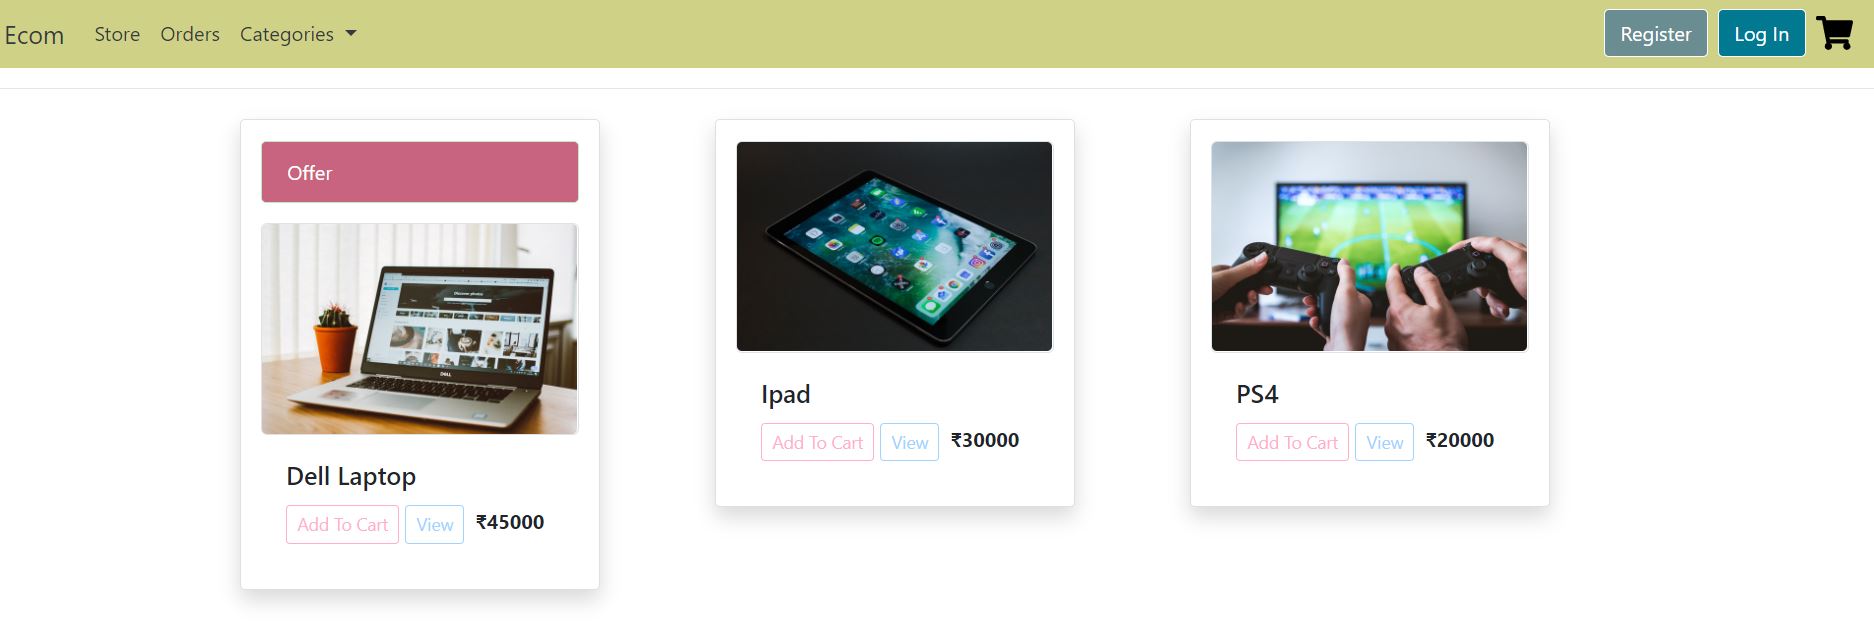 Ecom Store Orders Categories Register Log In
Offer
DELL
Dell Laptop
Add To Cart View ₹45000
Ipad
Add To Cart View ₹30000
PS4
Add To Cart View ₹20000